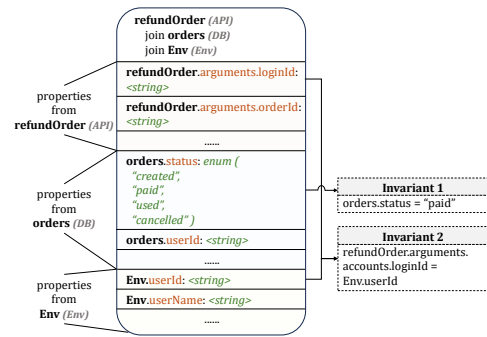 refundOrder (API)
join orders (DB)
join Env (Env)
refundOrder.arguments.loginId:
<string>
refundOrder.arguments.orderId:
<string>
......
orders.status: enum (
"created",
"paid",
"used",
"cancelled" )
orders.userId: <string>
......
Env.userId: <string>
Env.userName: <string>
......
properties
from
refundOrder (API)
properties
from
orders (DB)
properties
from
Env (Env)
Invariant 1
orders.status = "paid"
Invariant 2
refundOrder.arguments.
accounts.loginId =
Env.userId